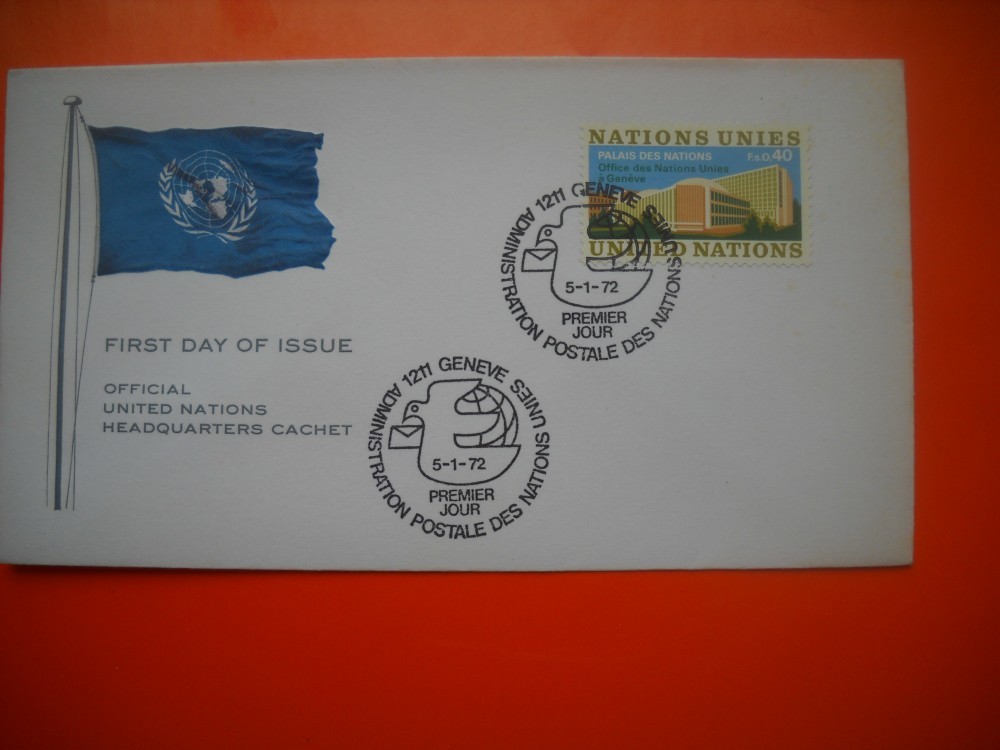 NATIONS UNIES
PALAIS DES NATIONS F.s.0.40
Office des Nations Unies
à Genève
UNITED NATIONS
ADMINISTRATION POSTALE DES NATIONS UNIES
1211 GENEVE
5-1-72
PREMIER
JOUR
FIRST DAY OF ISSUE
OFFICIAL
UNITED NATIONS
HEADQUARTERS CACHET
ADMINISTRATION POSTALE DES NATIONS UNIES
1211 GENEVE
5-1-72
PREMIER
JOUR